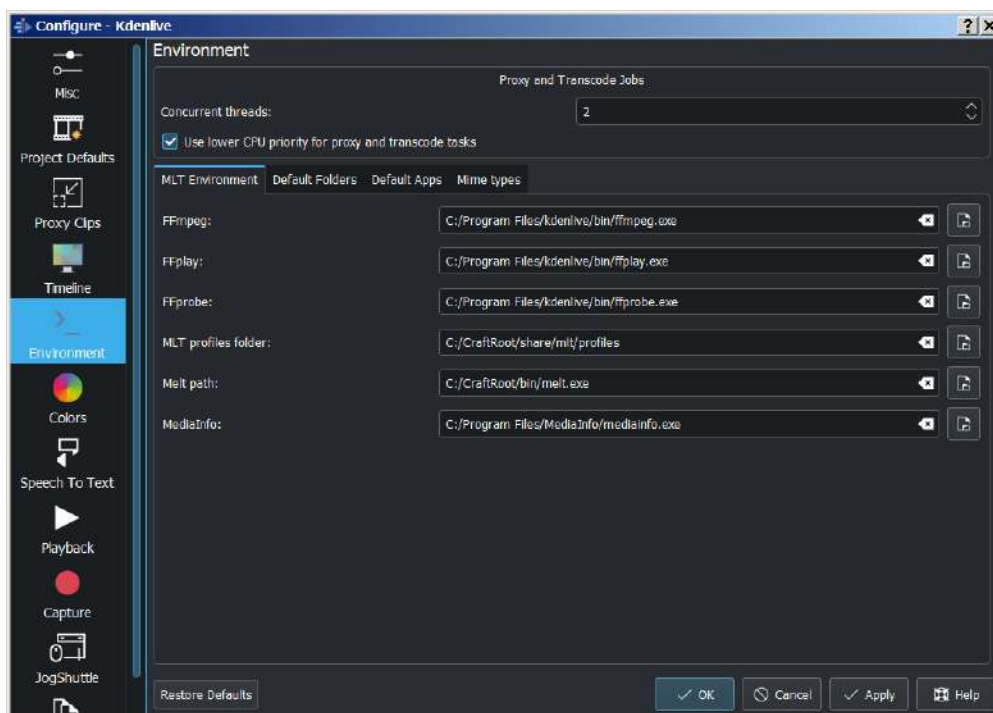 Configure - Kdenlive
?
Misc
Project Defaults
Proxy Clips
Timeline
Environment
Colors
Speech To Text
Playback
Capture
JogShuttle
Environment
Proxy and Transcode Jobs
Concurrent threads: 2
Use lower CPU priority for proxy and transcode tasks
MLT Environment Default Folders Default Apps Mime types
FFmpeg: C:/Program Files/kdenlive/bin/ffmpeg.exe
FFplay: C:/Program Files/kdenlive/bin/ffplay.exe
FFprobe: C:/Program Files/kdenlive/bin/ffprobe.exe
MLT profiles folder: C:/CraftRoot/share/mlt/profiles
Melt path: C:/CraftRoot/bin/melt.exe
MediaInfo: C:/Program Files/MediaInfo/mediainfo.exe
Restore Defaults OK Cancel Apply Help